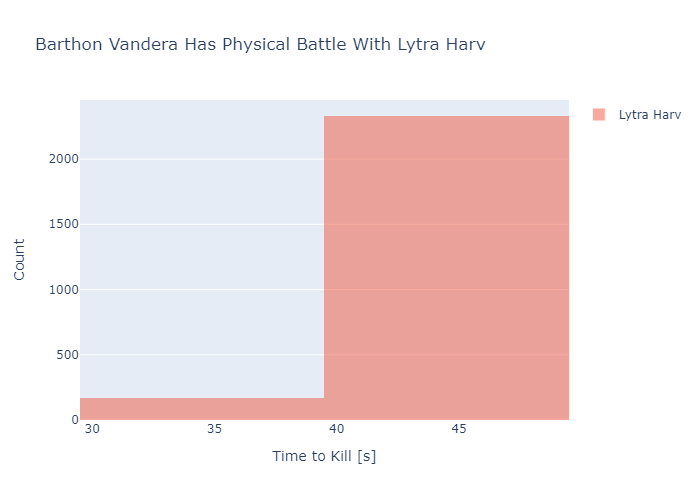 Barthon Vandera Has Physical Battle With Lytra Harv
Lytra Harv
2000
1500
1000
500
0
Count
30
35
40
45
Time to Kill [s]